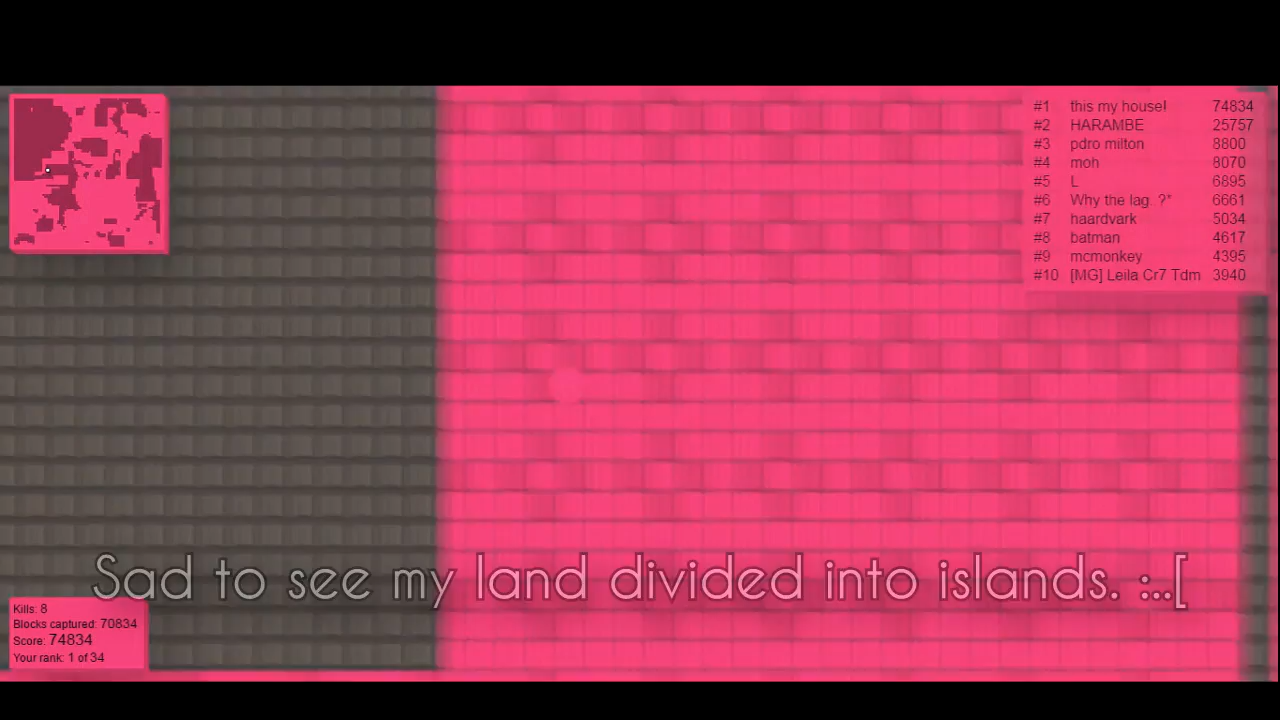 #1 this my house! 74834
#2 HARAMBE 25757
#3 pdro milton 8800
#4 moh 8070
#5 L 6895
#6 Why the lag. ?* 6661
#7 haardvark 5034
#8 batman 4617
#9 mcmonkey 4395
#10 [MG] Leila Cr7 Tdm 3940
Sad to see my land divided into islands. :..[
Kills: 8
Blocks captured: 70834
Score: 74834
Your rank: 1 of 34